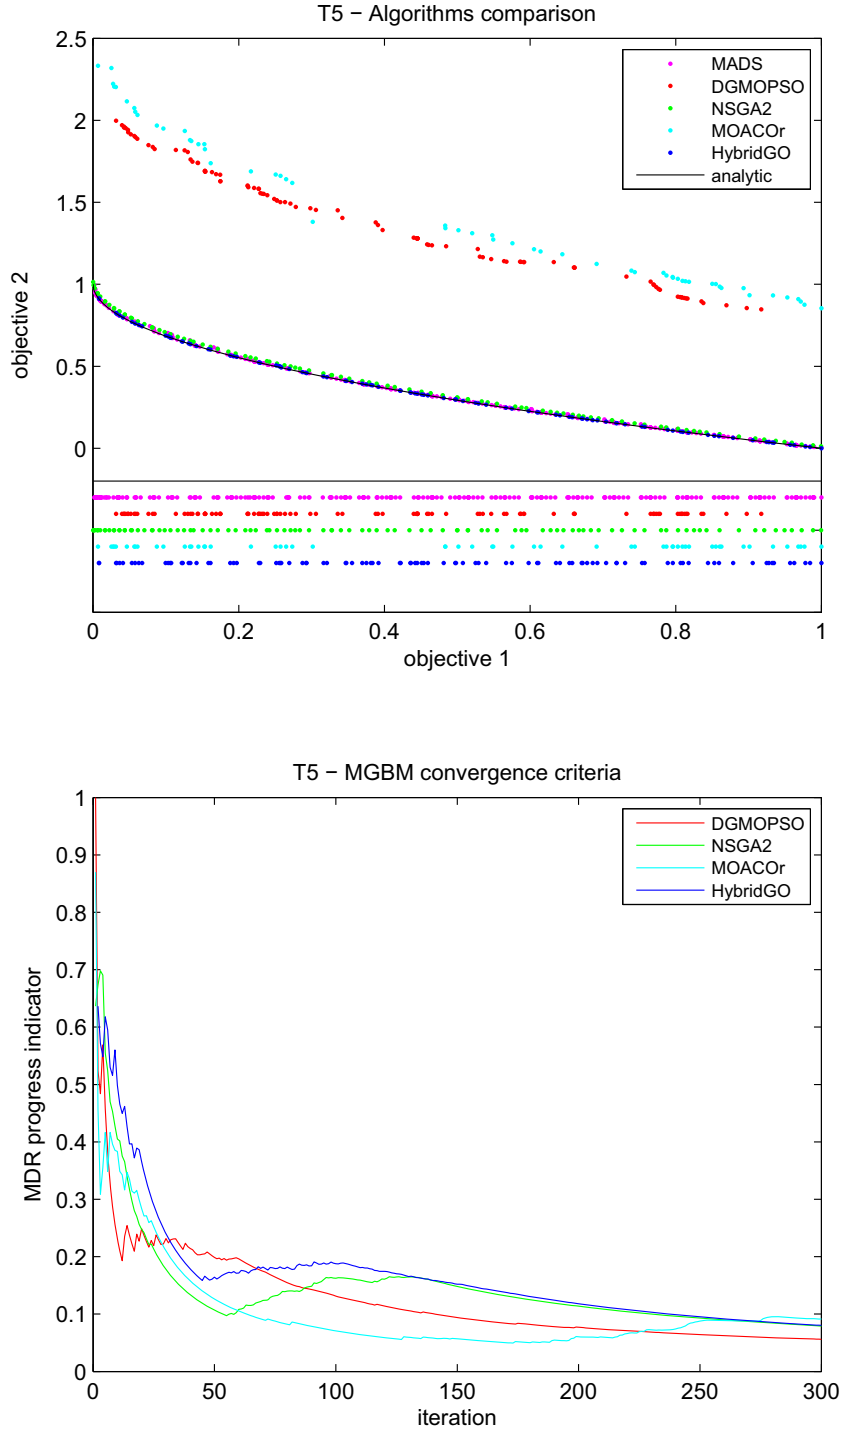 T5 − Algorithms comparison
2.5
2
1.5
1
0.5
0
objective 2
MADS
DGMOPSO
NSGA2
MOACOr
HybridGO
analytic
0 0.2 0.4 0.6 0.8 1
objective 1
T5 − MGBM convergence criteria
1
0.9
0.8
0.7
0.6
0.5
0.4
0.3
0.2
0.1
0
MDR progress indicator
DGMOPSO
NSGA2
MOACOr
HybridGO
0 50 100 150 200 250 300
iteration